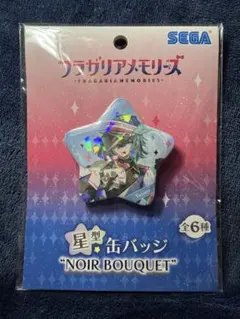 SEGA
フラガリアメモリーズ
FRAGARIA MEMORIES
星型
缶バッジ
全6種
"NOIR BOUQUET"